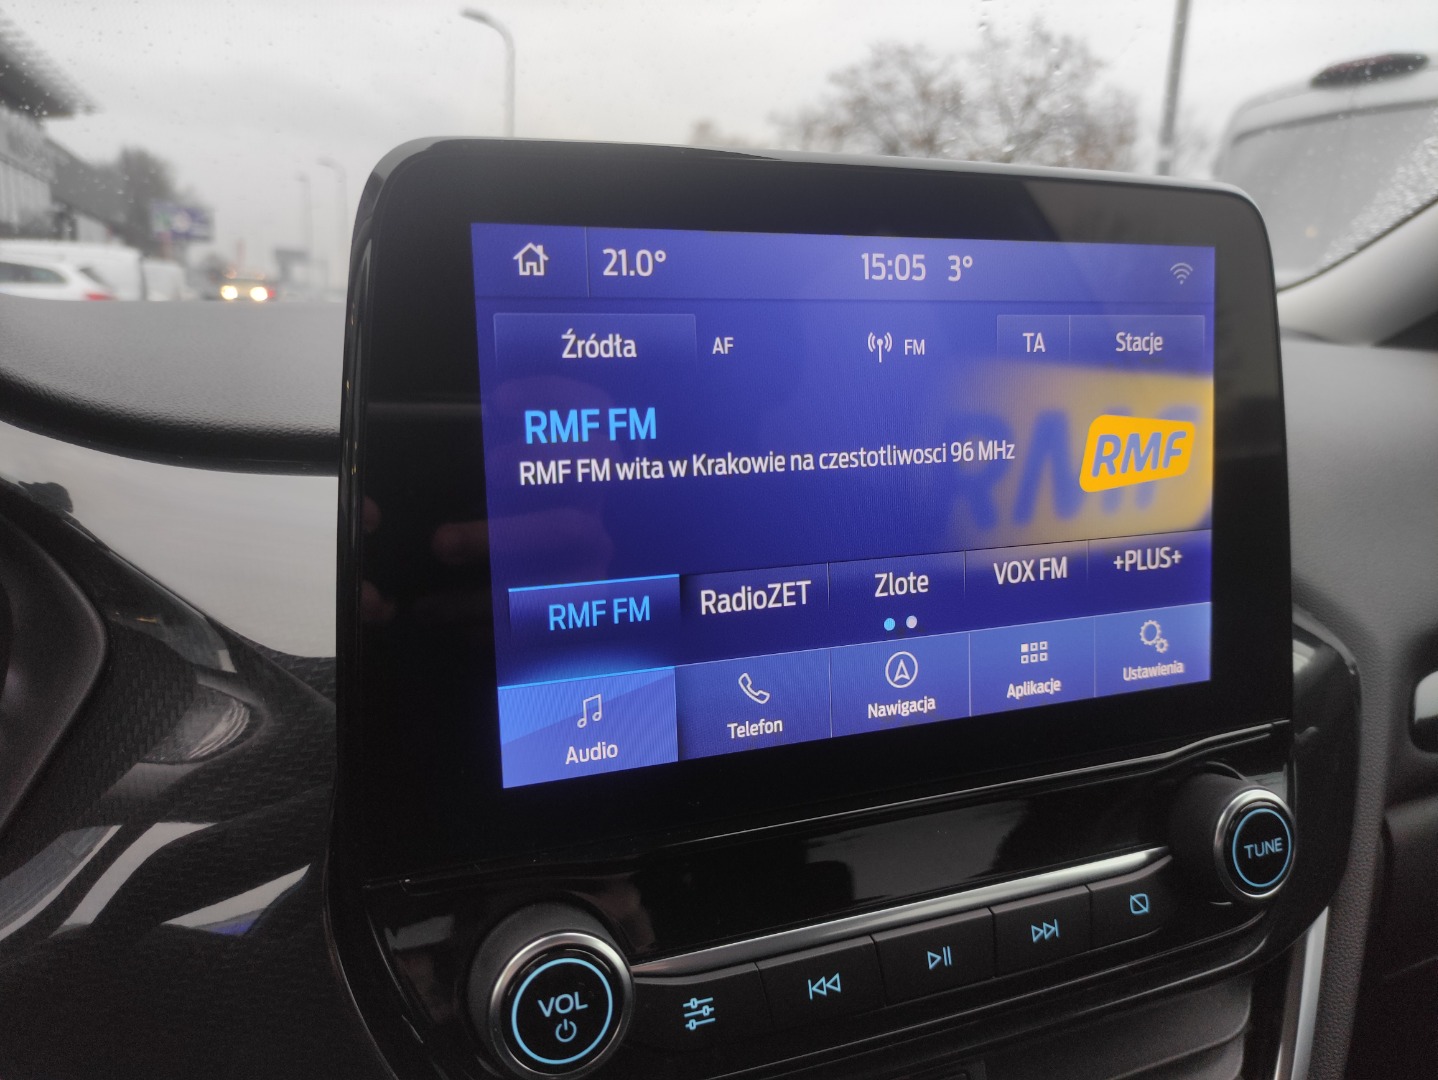 21.0° 15:05 3°
Źródła AF FM TA Stacje
RMF FM
RMF FM wita w Krakowie na czestotliwosci 96 MHz
RMF
RMF FM RadioZET Zlote VOX FM +PLUS+
Audio Telefon Nawigacja Aplikacje Ustawienia
VOL
TUNE